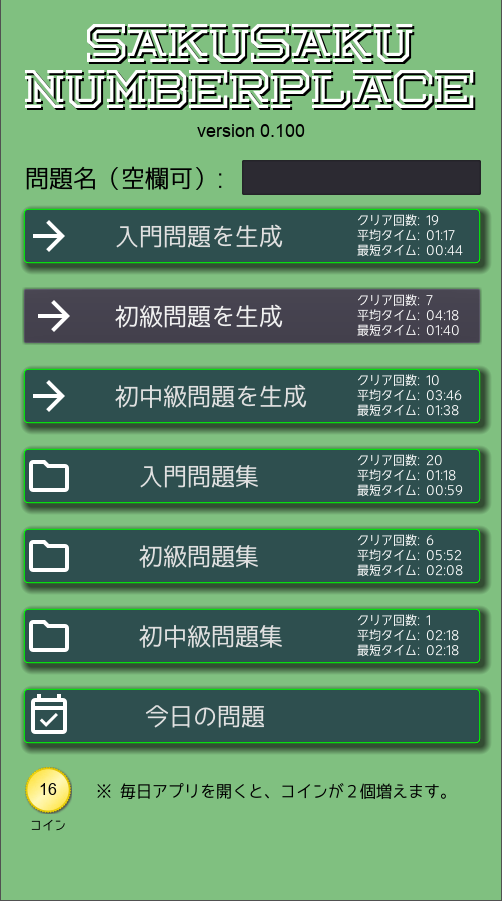 SAKUSAKU
NUMBERPLACE
version 0.100
問題名（空欄可）:
入門問題を生成
クリア回数: 19
平均タイム: 01:17
最短タイム: 00:44
初級問題を生成
クリア回数: 7
平均タイム: 04:18
最短タイム: 01:40
初中級問題を生成
クリア回数: 10
平均タイム: 03:46
最短タイム: 01:38
入門問題集
クリア回数: 20
平均タイム: 01:18
最短タイム: 00:59
初級問題集
クリア回数: 6
平均タイム: 05:52
最短タイム: 02:08
初中級問題集
クリア回数: 1
平均タイム: 02:18
最短タイム: 02:18
今日の問題
16
コイン
※ 毎日アプリを開くと、コインが２個増えます。